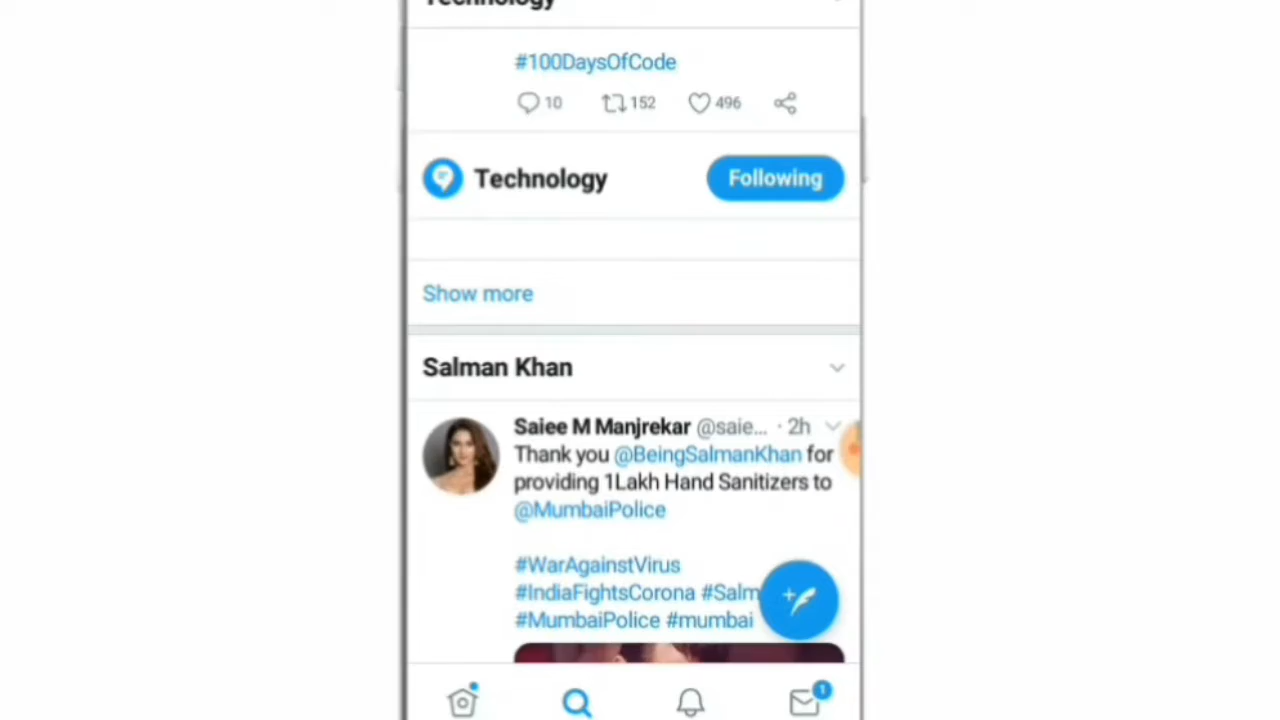 Technology
#100DaysOfCode
10 152 496
Technology Following
Show more
Salman Khan
Saiee M Manjrekar @saie... · 2h
Thank you @BeingSalmanKhan for
providing 1Lakh Hand Sanitizers to
@MumbaiPolice
#WarAgainstVirus
#IndiaFightsCorona #Salm
#MumbaiPolice #mumbai
1